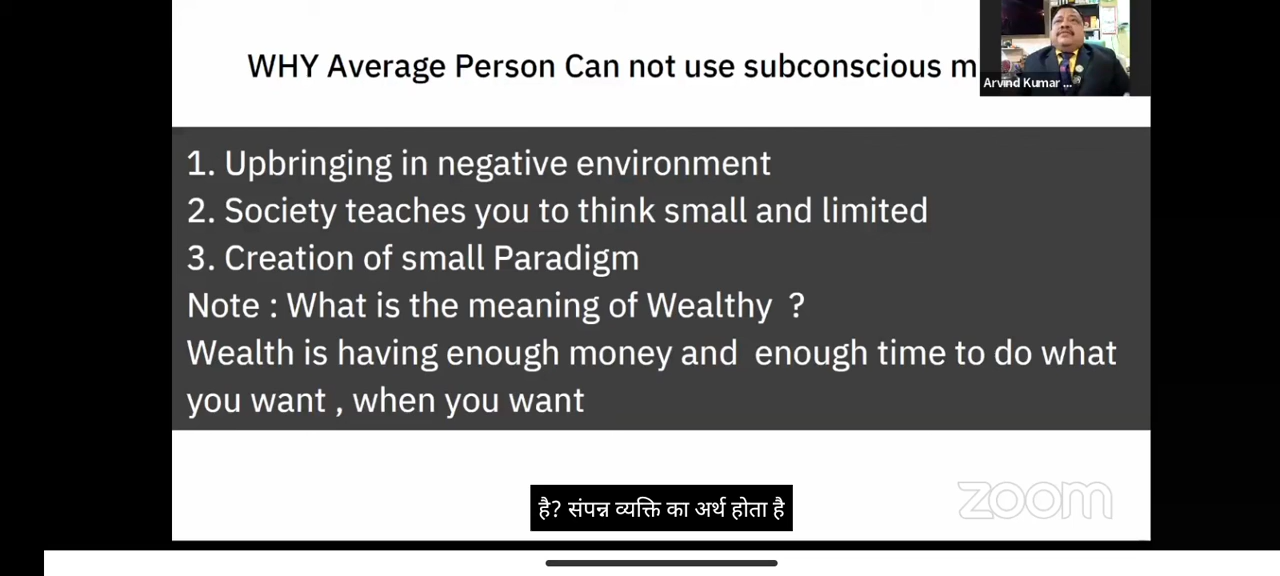 WHY Average Person Can not use subconscious m
Arvind Kumar ...
1. Upbringing in negative environment
2. Society teaches you to think small and limited
3. Creation of small Paradigm
Note : What is the meaning of Wealthy ?
Wealth is having enough money and enough time to do what
you want , when you want
zoom
है? संपन्न व्यक्ति का अर्थ होता है